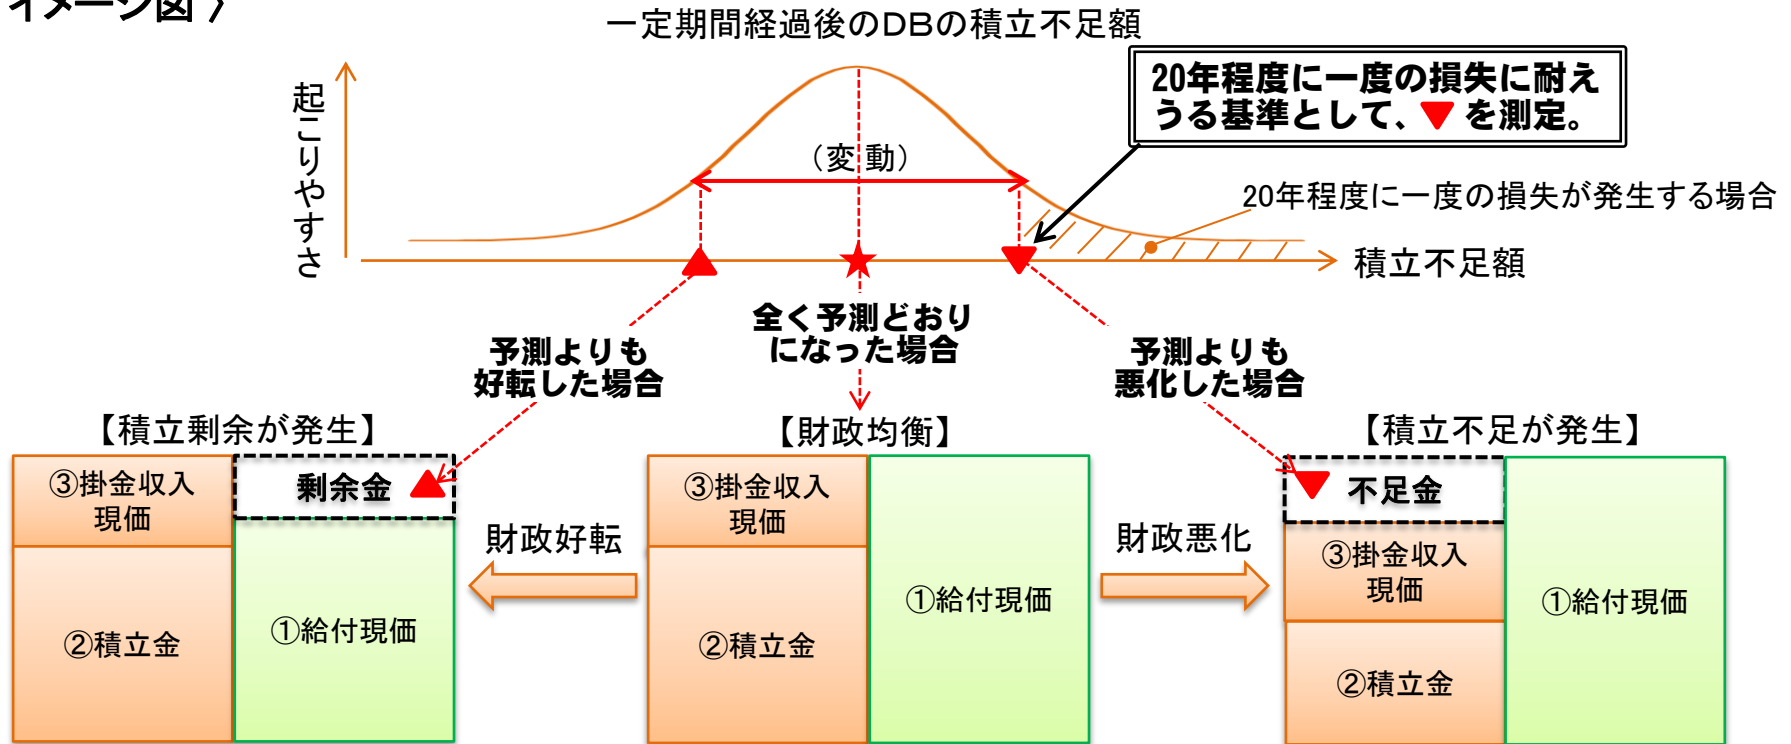 イメージ図 〉
一定期間経過後のDBの積立不足額
20年程度に一度の損失に耐え
うる基準として、▼を測定。
起こりやすさ
（変動）
20年程度に一度の損失が発生する場合
積立不足額
予測よりも
好転した場合
全く予測どおり
になった場合
予測よりも
悪化した場合
【積立剰余が発生】
【財政均衡】
【積立不足が発生】
③掛金収入
現価
剰余金
②積立金
①給付現価
財政好転
③掛金収入
現価
②積立金
①給付現価
財政悪化
不足金
③掛金収入
現価
②積立金
①給付現価